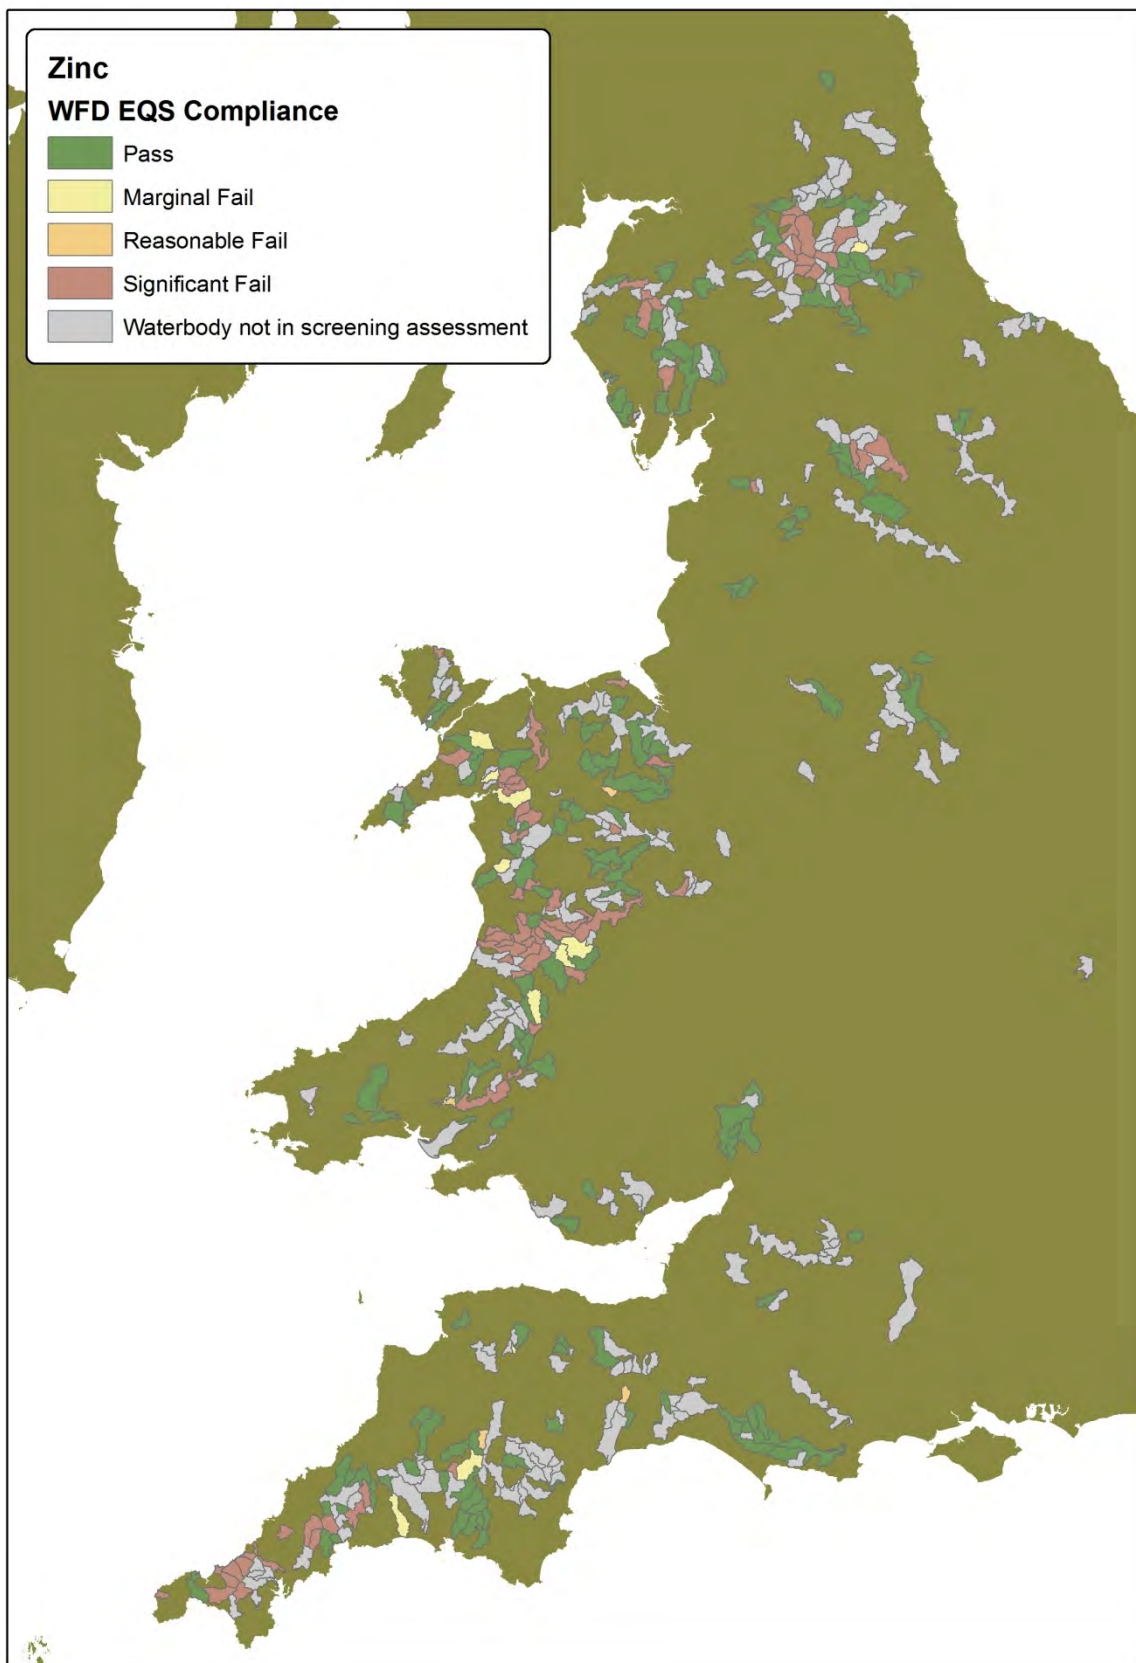 Zinc
WFD EQS Compliance
Pass
Marginal Fail
Reasonable Fail
Significant Fail
Waterbody not in screening assessment